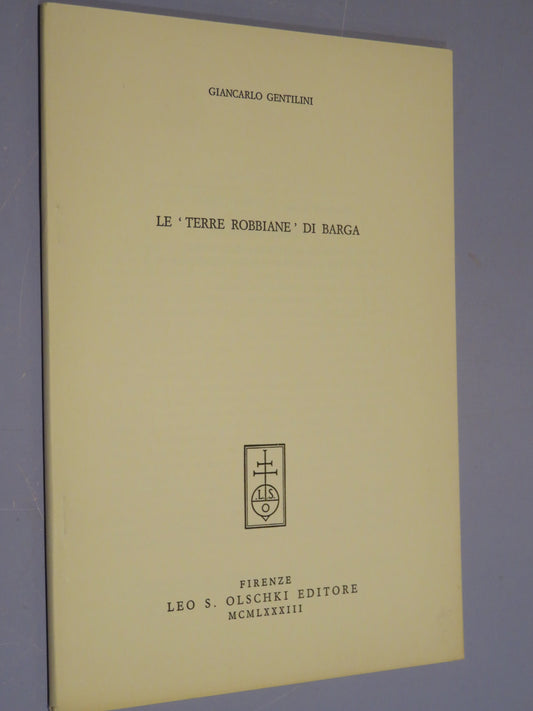 GIANCARLO GENTILINI
LE ‘ TERRE ROBBIANE ’ DI BARGA
L. S.
O
FIRENZE
LEO S. OLSCHKI EDITORE
MCMLXXXIII